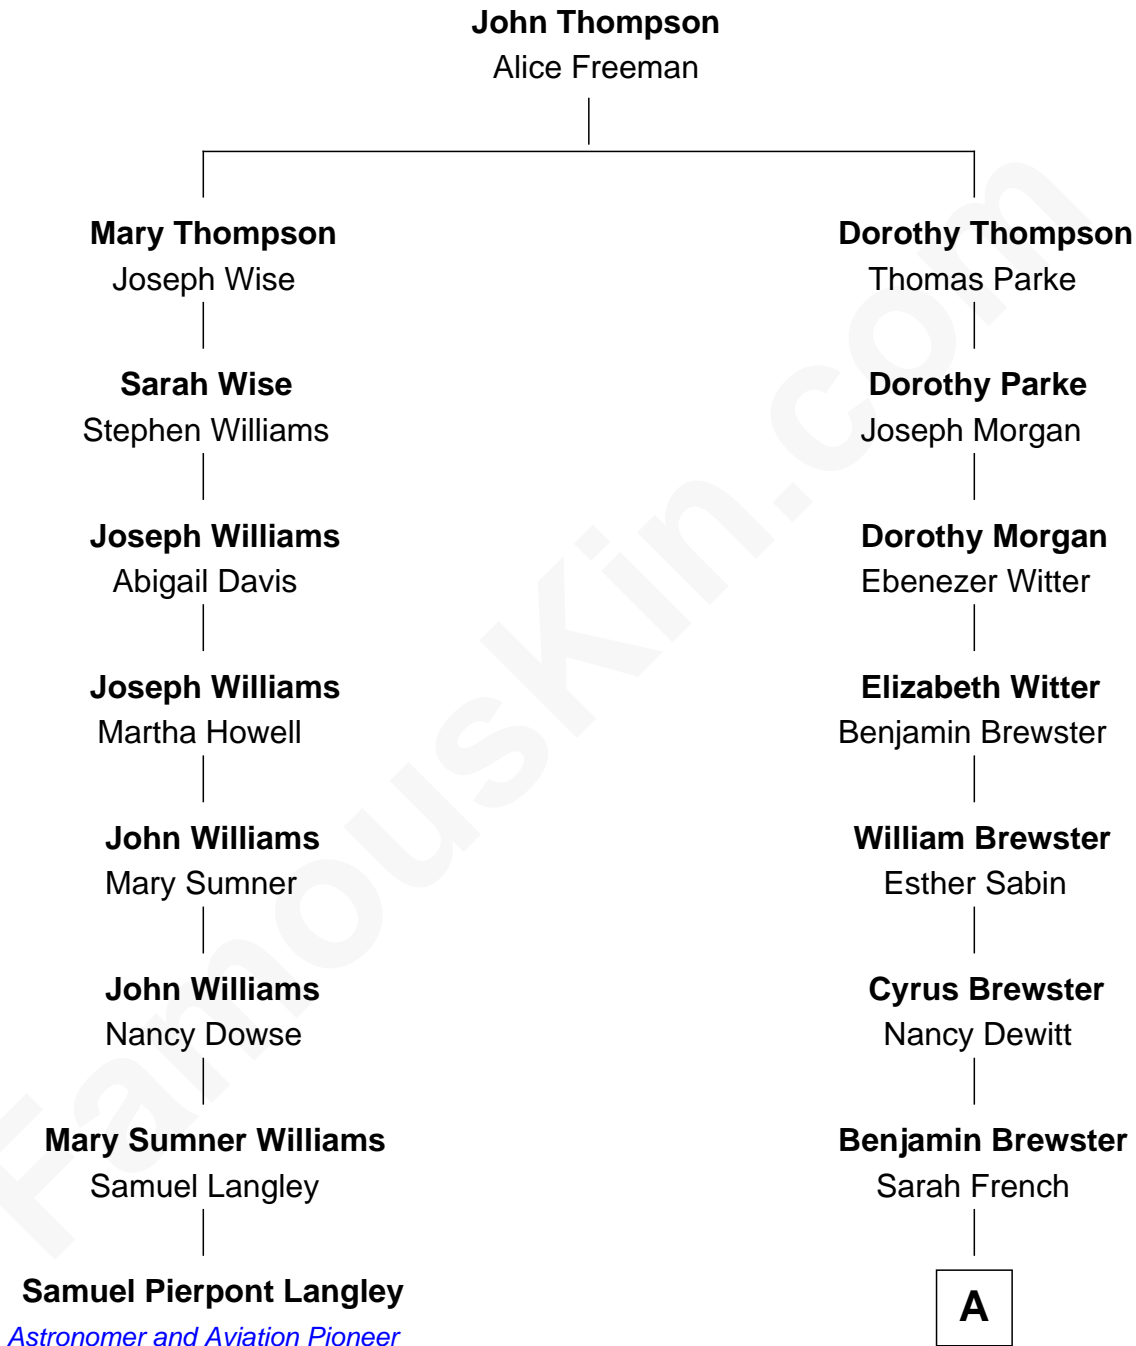 John Thompson
Alice Freeman
Mary Thompson
Joseph Wise
Sarah Wise
Stephen Williams
Joseph Williams
Abigail Davis
Joseph Williams
Martha Howell
John Williams
Mary Sumner
John Williams
Nancy Dowse
Mary Sumner Williams
Samuel Langley
Samuel Pierpont Langley
Astronomer and Aviation Pioneer
Dorothy Thompson
Thomas Parke
Dorothy Parke
Joseph Morgan
Dorothy Morgan
Ebenezer Witter
Elizabeth Witter
Benjamin Brewster
William Brewster
Esther Sabin
Cyrus Brewster
Nancy Dewitt
Benjamin Brewster
Sarah French
A
FamousKin.com